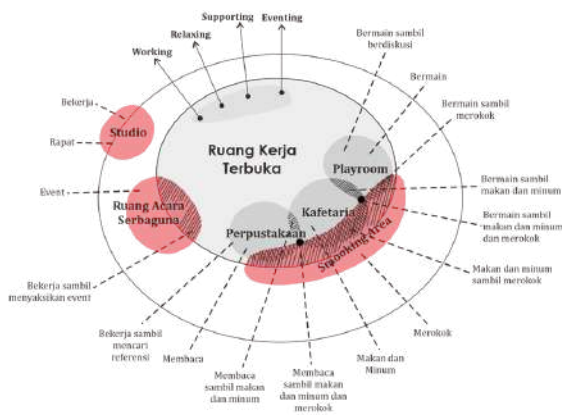 Supporting
Eventing
Relaxing
Working
Bermain sambil
berdiskusi
Bermain
Bermain sambil
merokok
Bekerja
Studio
Rapat
Ruang Kerja
Terbuka
Playroom
Event
Ruang Acara
Serbaguna
Kafetaria
Perpustakaan
Smooking Area
Bermain sambil
makan dan minum
Bermain sambil
makan dan minum
dan merokok
Makan dan minum
sambil merokok
Bekerja sambil
menyaksikan event
Merokok
Bekerja sambil
mencari
referensi
Membaca
Membaca
sambil makan
dan minum
Membaca
sambil makan
dan minum dan
merokok
Makan dan
Minum